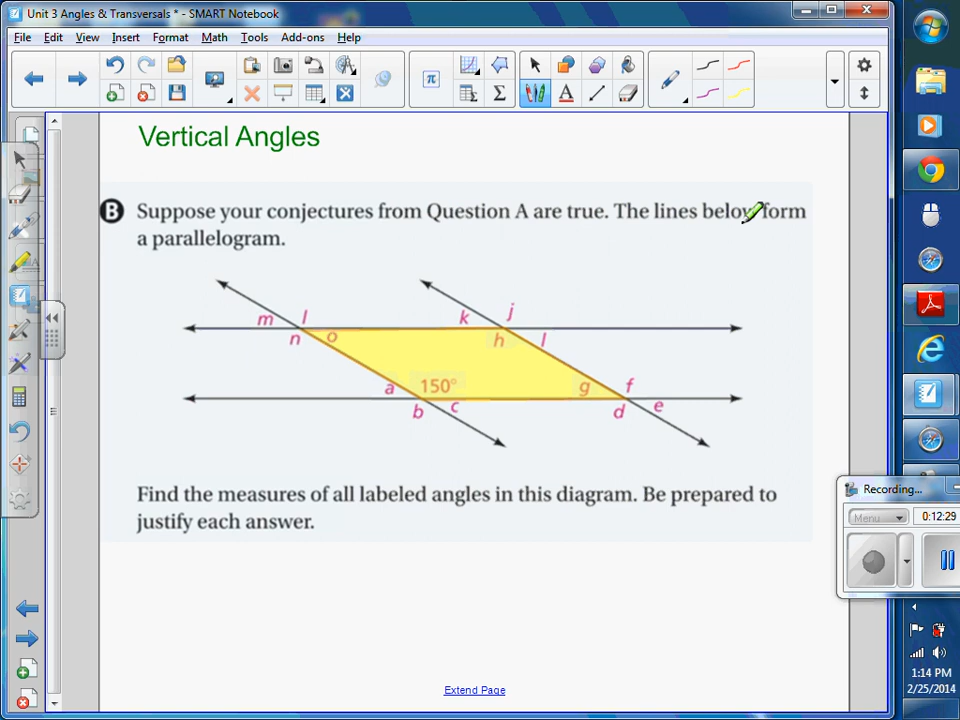 Unit 3 Angles & Transversals * - SMART Notebook
File Edit View Insert Format Math Tools Add-ons Help
π
Σ
A
Vertical Angles
B Suppose your conjectures from Question A are true. The lines below form
a parallelogram.
m l k j
n o h l
a 150° g f
b c d e
Find the measures of all labeled angles in this diagram. Be prepared to
justify each answer.
Extend Page
Recording...
Menu
0:12:29
1:14 PM
2/25/2014